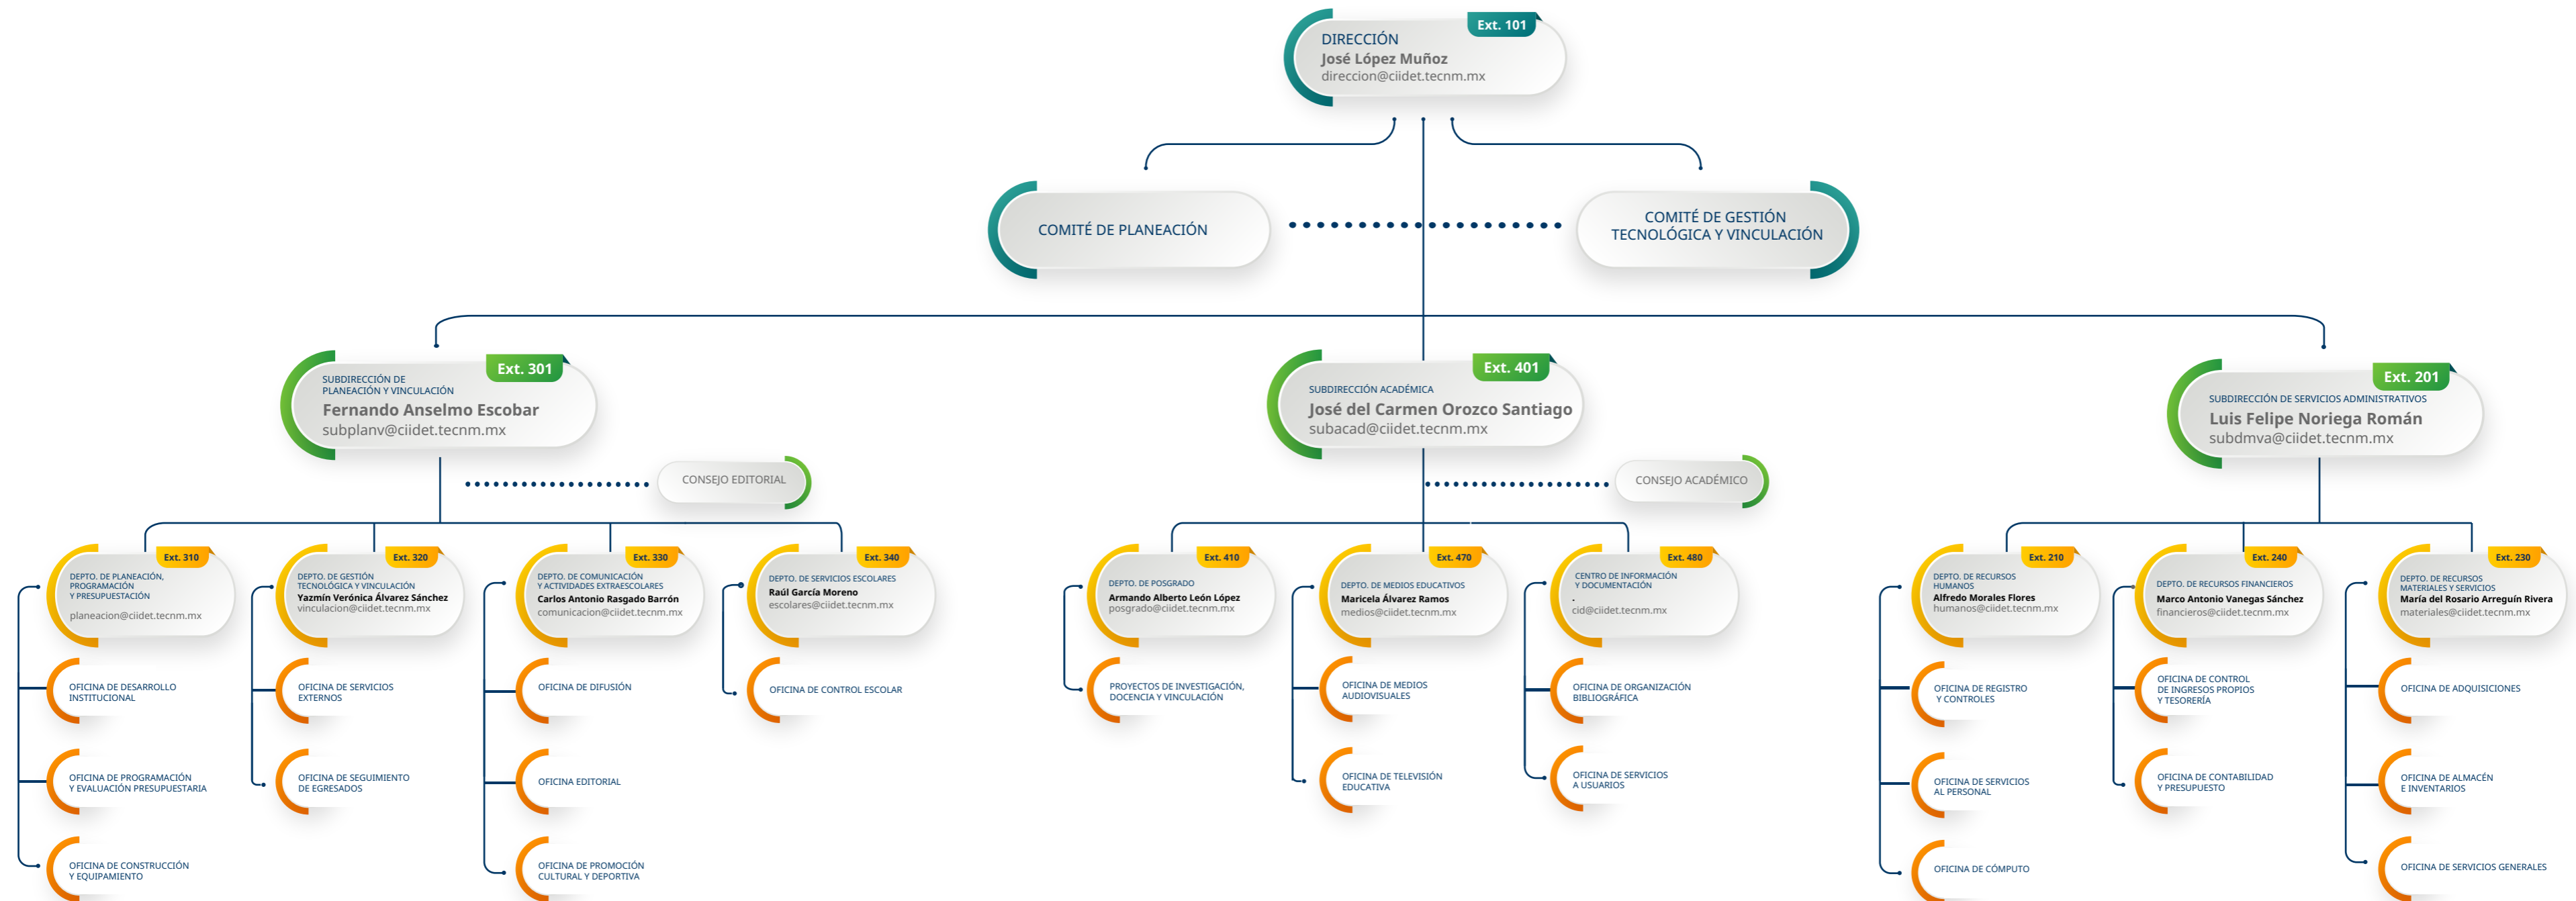 Ext. 101
DIRECCIÓN
José López Muñoz
direccion@ciidet.tecnm.mx
COMITÉ DE PLANEACIÓN
COMITÉ DE GESTIÓN
TECNOLÓGICA Y VINCULACIÓN
Ext. 301
SUBDIRECCIÓN DE
PLANEACIÓN Y VINCULACIÓN
Fernando Anselmo Escobar
subplanv@ciidet.tecnm.mx
Ext. 401
SUBDIRECCIÓN ACADÉMICA
José del Carmen Orozco Santiago
subacad@ciidet.tecnm.mx
Ext. 201
SUBDIRECCIÓN DE SERVICIOS ADMINISTRATIVOS
Luis Felipe Noriega Román
subdmva@ciidet.tecnm.mx
CONSEJO EDITORIAL
CONSEJO ACADÉMICO
Ext. 310
DEPTO. DE PLANEACIÓN,
PROGRAMACIÓN
Y PRESUPUESTACIÓN
planeacion@ciidet.tecnm.mx
OFICINA DE DESARROLLO
INSTITUCIONAL
OFICINA DE PROGRAMACIÓN
Y EVALUACIÓN PRESUPUESTARIA
OFICINA DE CONSTRUCCIÓN
Y EQUIPAMIENTO
Ext. 320
DEPTO. DE GESTIÓN
TECNOLÓGICA Y VINCULACIÓN
Yazmín Verónica Álvarez Sánchez
vinculacion@ciidet.tecnm.mx
OFICINA DE SERVICIOS
EXTERNOS
OFICINA DE SEGUIMIENTO
DE EGRESADOS
Ext. 330
DEPTO. DE COMUNICACIÓN
Y ACTIVIDADES EXTRAESCOLARES
Carlos Antonio Rasgado Barrón
comunicacion@ciidet.tecnm.mx
OFICINA DE DIFUSIÓN
OFICINA EDITORIAL
OFICINA DE PROMOCIÓN
CULTURAL Y DEPORTIVA
Ext. 340
DEPTO. DE SERVICIOS ESCOLARES
Raúl García Moreno
escolares@ciidet.tecnm.mx
OFICINA DE CONTROL ESCOLAR
Ext. 410
DEPTO. DE POSGRADO
Armando Alberto León López
posgrado@ciidet.tecnm.mx
PROYECTOS DE INVESTIGACIÓN,
DOCENCIA Y VINCULACIÓN
Ext. 470
DEPTO. DE MEDIOS EDUCATIVOS
Maricela Álvarez Ramos
medios@ciidet.tecnm.mx
OFICINA DE MEDIOS
AUDIOVISUALES
OFICINA DE TELEVISIÓN
EDUCATIVA
Ext. 480
CENTRO DE INFORMACIÓN
Y DOCUMENTACIÓN
.
cid@ciidet.tecnm.mx
OFICINA DE ORGANIZACIÓN
BIBLIOGRÁFICA
OFICINA DE SERVICIOS
A USUARIOS
Ext. 210
DEPTO. DE RECURSOS
HUMANOS
Alfredo Morales Flores
humanos@ciidet.tecnm.mx
OFICINA DE REGISTRO
Y CONTROLES
OFICINA DE SERVICIOS
AL PERSONAL
OFICINA DE CÓMPUTO
Ext. 240
DEPTO. DE RECURSOS FINANCIEROS
Marco Antonio Vanegas Sánchez
financieros@ciidet.tecnm.mx
OFICINA DE CONTROL
DE INGRESOS PROPIOS
Y TESORERÍA
OFICINA DE CONTABILIDAD
Y PRESUPUESTO
Ext. 230
DEPTO. DE RECURSOS
MATERIALES Y SERVICIOS
María del Rosario Arreguín Rivera
materiales@ciidet.tecnm.mx
OFICINA DE ADQUISICIONES
OFICINA DE ALMACÉN
E INVENTARIOS
OFICINA DE SERVICIOS GENERALES